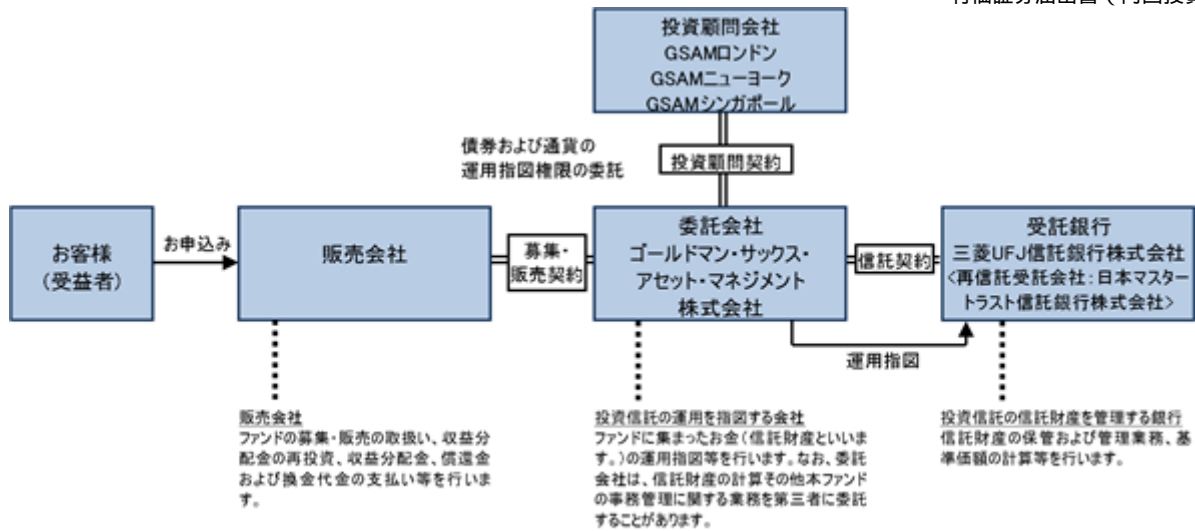 投資顧問会社
GSAMロンドン
GSAMニューヨーク
GSAMシンガポール
債券および通貨の
運用指図権限の委託
投資顧問契約
お客様
(受益者)
お申込み
販売会社
募集・
販売契約
委託会社
ゴールドマン・サックス・
アセット・マネジメント
株式会社
信託契約
受託銀行
三菱UFJ信託銀行株式会社
<再信託受託会社:日本マスター
トラスト信託銀行株式会社>
運用指図
販売会社
ファンドの募集・販売の取扱い、収益分
配金の再投資、収益分配金、償還金
および換金代金の支払い等を行いま
す。
投資信託の運用を指図する会社
ファンドに集まったお金(信託財産といいま
す。)の運用指図等を行います。なお、委託
会社は、信託財産の計算その他本ファンド
の事務管理に関する業務を第三者に委託
することがあります。
投資信託の信託財産を管理する銀行
信託財産の保管および管理業務、基
準価額の計算等を行います。